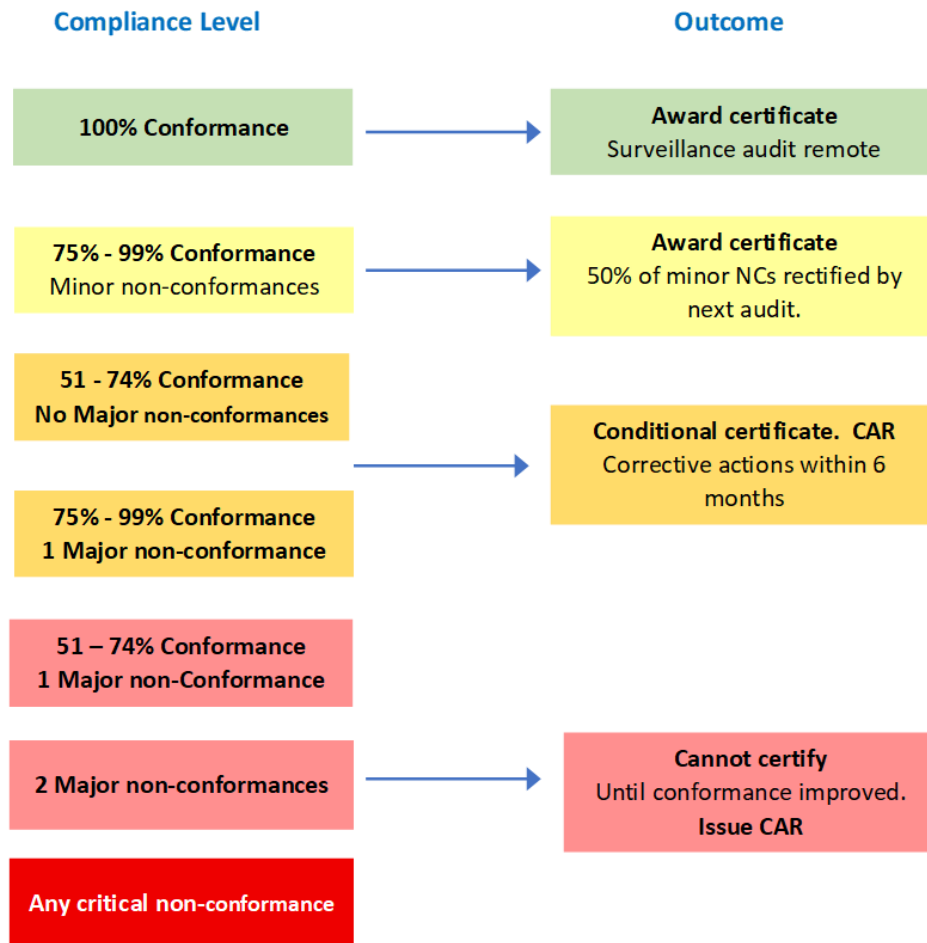 Compliance Level
Outcome
100% Conformance
Award certificate
Surveillance audit remote
75% - 99% Conformance
Minor non-conformances
Award certificate
50% of minor NCs rectified by
next audit.
51 - 74% Conformance
No Major non-conformances
75% - 99% Conformance
1 Major non-conformance
Conditional certificate.  CAR
Corrective actions within 6
months
51 – 74% Conformance
1 Major non-Conformance
2 Major non-conformances
Any critical non-conformance
Cannot certify
Until conformance improved.
Issue CAR